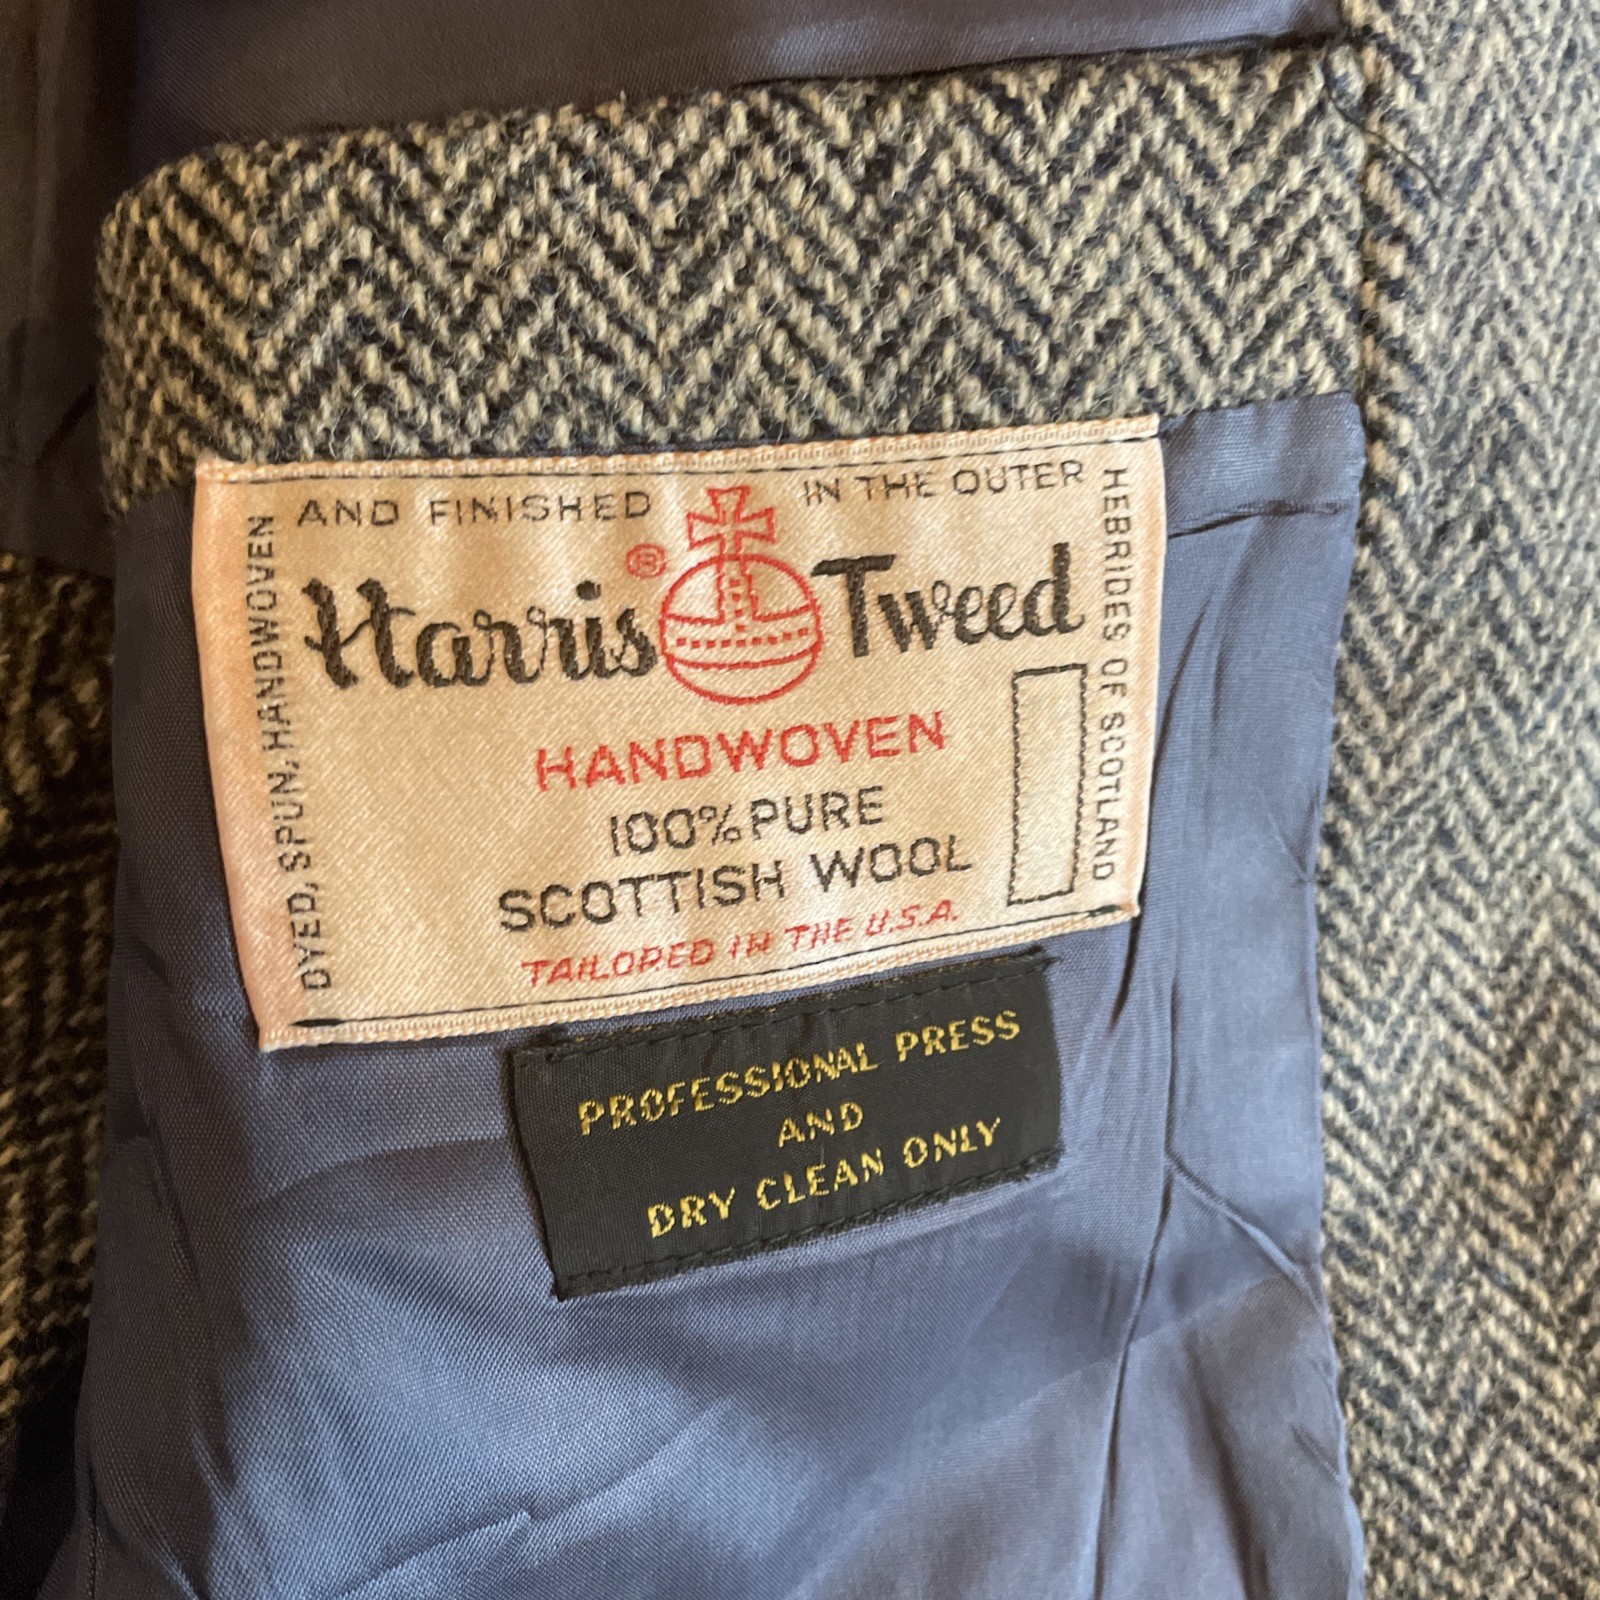 DYED, SPUN, HANDWOVEN
AND FINISHED
IN THE OUTER
HEBRIDES OF SCOTLAND
Harris ® Tweed
HANDWOVEN
100% PURE
SCOTTISH WOOL
TAILORED IN THE U.S.A.
PROFESSIONAL PRESS
AND
DRY CLEAN ONLY